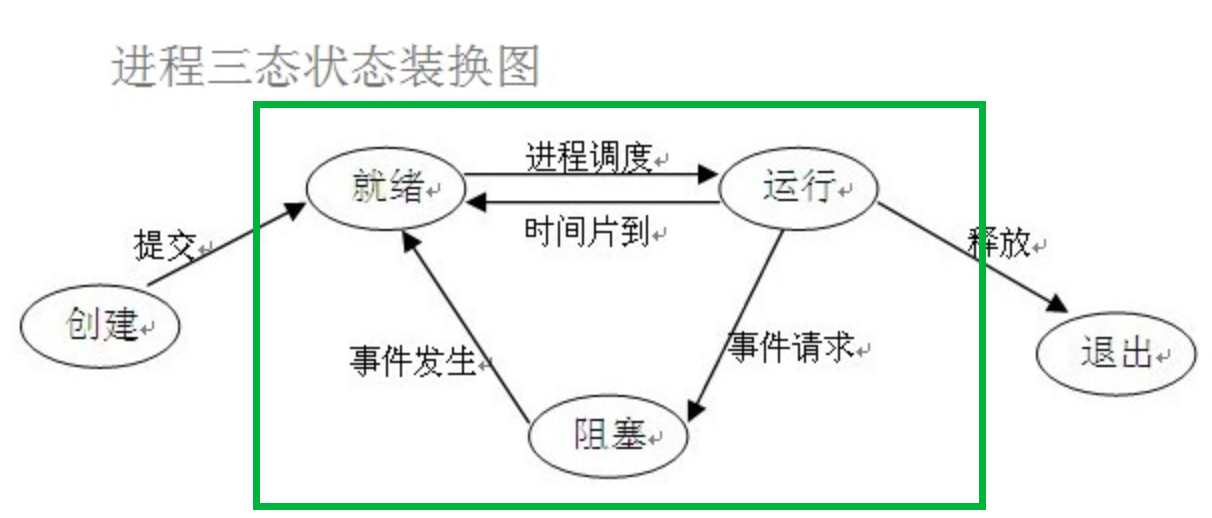 进程三态状态装换图
进程调度
就绪
运行
时间片到
提交
释放
创建
事件发生
事件请求
退出
阻塞